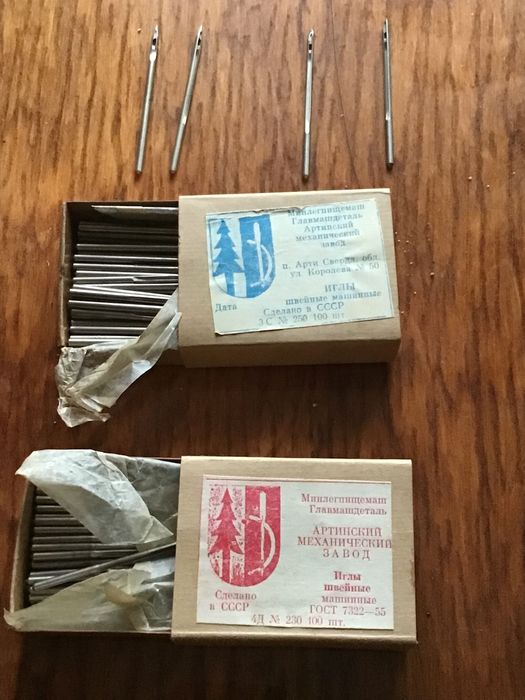 Минлегпищемаш
Главмашдеталь
Артинский
механический
завод
п. Арти Свердл. обл.
ул. Королева № 50
ИГЛЫ
швейные машинные
Дата
Сделано в СССР
3 С № 250 100 шт.
Минлегпищемаш
Главмашдеталь
АРТИНСКИЙ
МЕХАНИЧЕСКИЙ
ЗАВОД
Иглы
швейные
машинные
ГОСТ 7322—55
Сделано
в СССР
4Д № 230 100 шт.